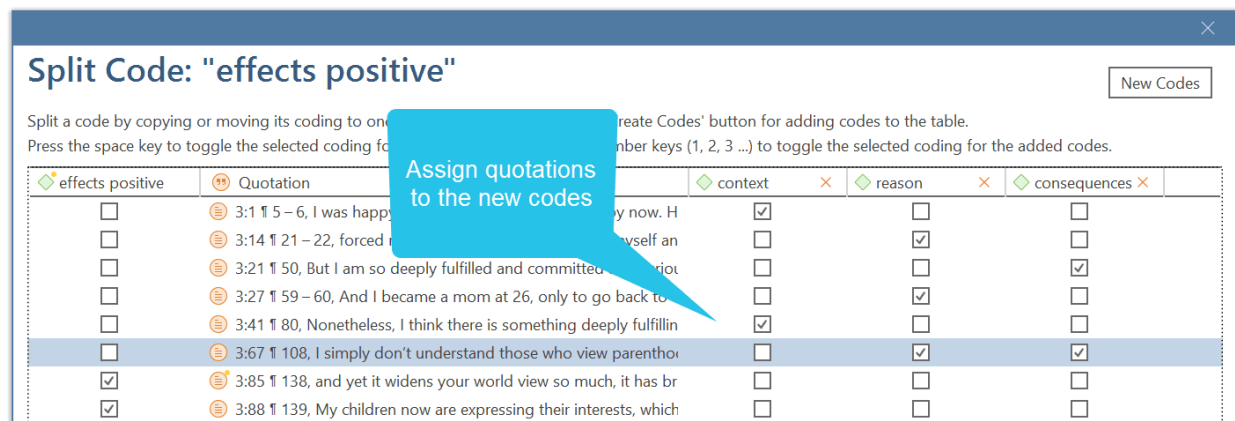 Split Code: "effects positive"
New Codes
Split a code by copying or moving its coding to on reate Codes' button for adding codes to the table.
Press the space key to toggle the selected coding fo mber keys (1, 2, 3 ...) to toggle the selected coding for the added codes.
Assign quotations
to the new codes
effects positive Quotation context reason consequences
3:1 ¶ 5 – 6, I was happy by now. H
3:14 ¶ 21 – 22, forced myself an
3:21 ¶ 50, But I am so deeply fulfilled and committed
3:27 ¶ 59 – 60, And I became a mom at 26, only to go back to
3:41 ¶ 80, Nonetheless, I think there is something deeply fulfillin
3:67 ¶ 108, I simply don't understand those who view parenthoo
3:85 ¶ 138, and yet it widens your world view so much, it has br
3:88 ¶ 139, My children now are expressing their interests, which